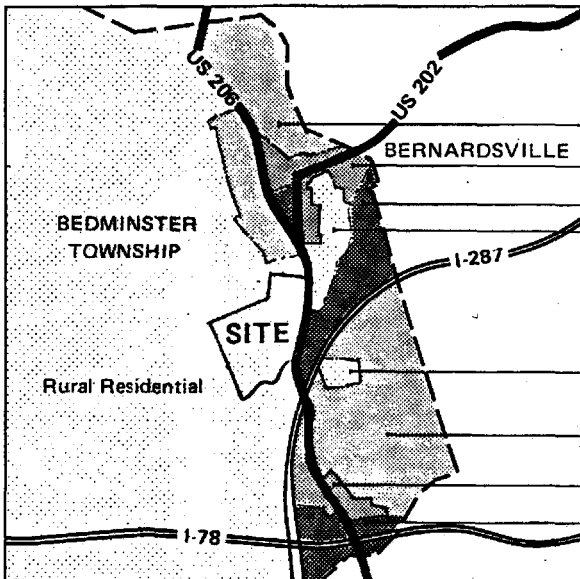 US 206
US 202
BERNARDSVILLE
BEDMINSTER
TOWNSHIP
I-287
SITE
Rural Residential
I-78